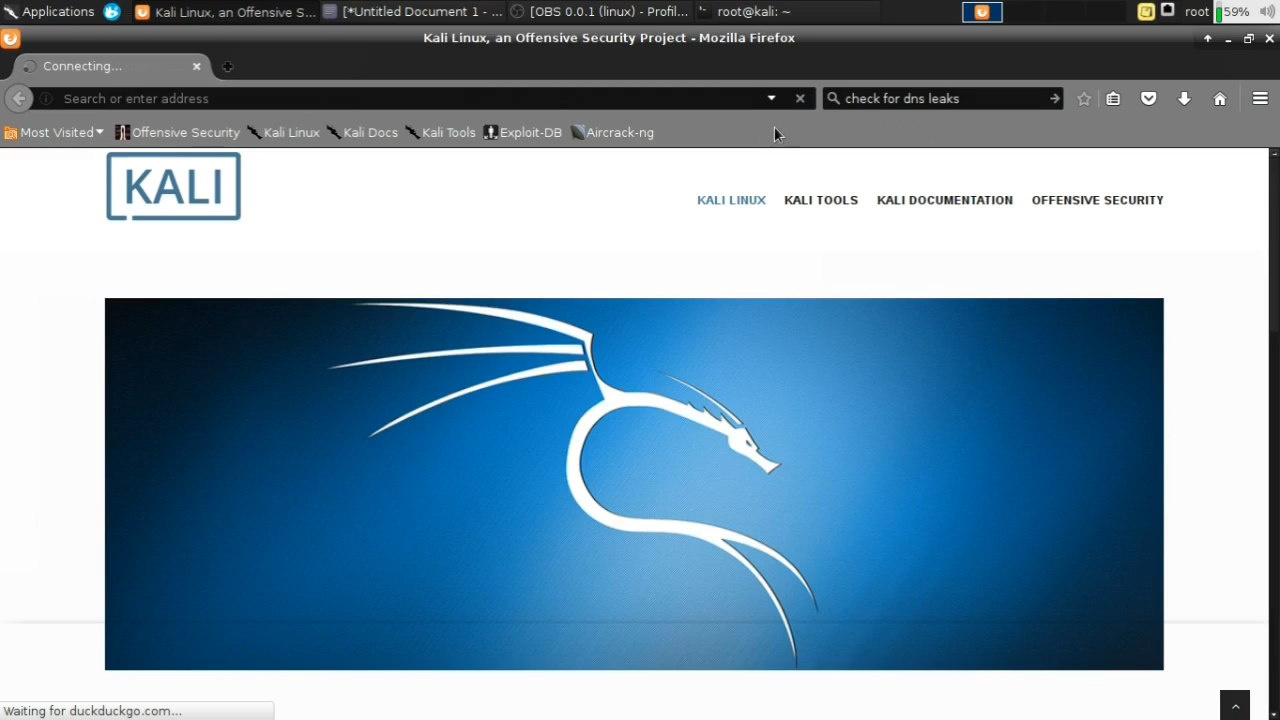 Applications
Kali Linux, an Offensive S...
[*Untitled Document 1 - ...
[OBS 0.0.1 (linux) - Profil...
root@kali: ~
root
59%
Kali Linux, an Offensive Security Project - Mozilla Firefox
Connecting...
Search or enter address
check for dns leaks
Most Visited
Offensive Security
Kali Linux
Kali Docs
Kali Tools
Exploit-DB
Aircrack-ng
KALI
KALI LINUX
KALI TOOLS
KALI DOCUMENTATION
OFFENSIVE SECURITY
Waiting for duckduckgo.com...